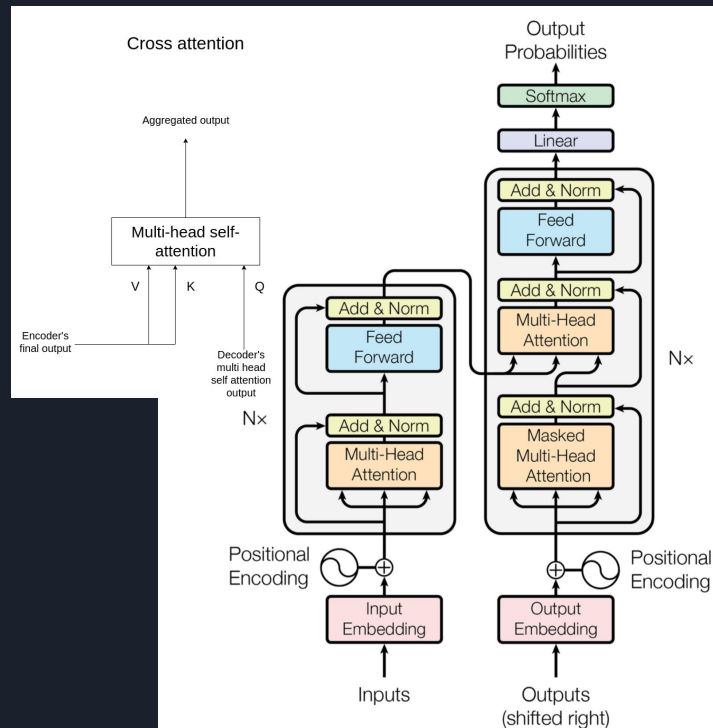 Cross attention
Aggregated output
Multi-head self-
attention
V
K
Q
Encoder's
final output
Decoder's
multi head
self attention
output
Output
Probabilities
Softmax
Linear
Add & Norm
Feed
Forward
Add & Norm
Multi-Head
Attention
Nx
Add & Norm
Masked
Multi-Head
Attention
Add & Norm
Feed
Forward
Nx
Add & Norm
Multi-Head
Attention
Positional
Encoding
Positional
Encoding
Input
Embedding
Output
Embedding
Inputs
Outputs
(shifted right)